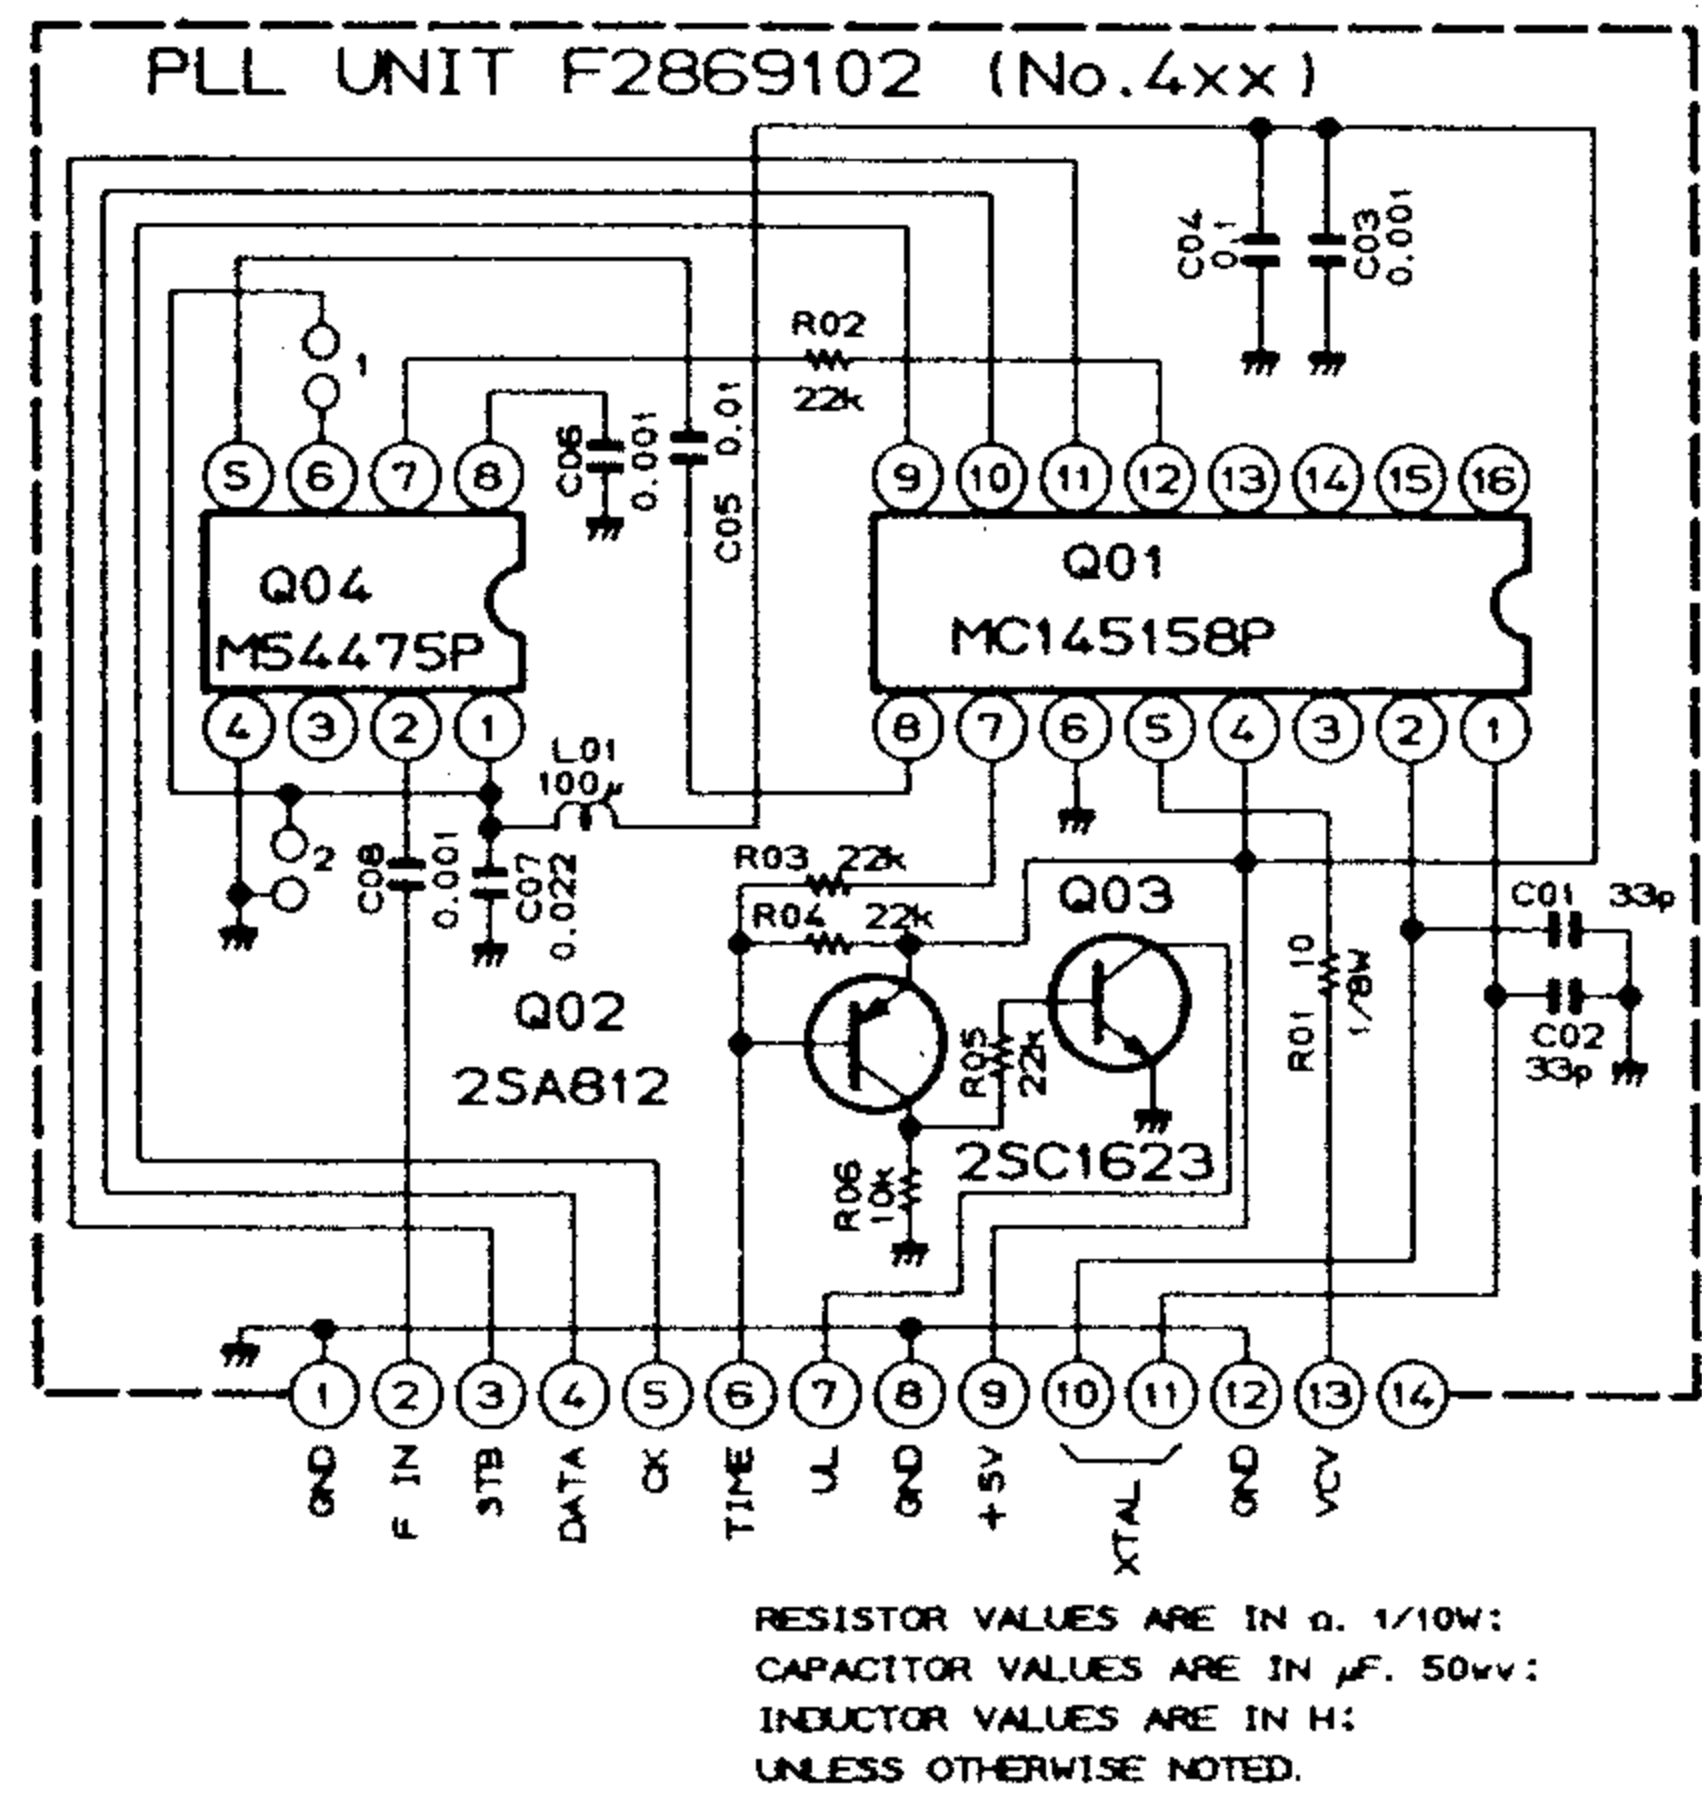 PLL UNIT F2869102 (No.4xx)
C04
0.1
C03
0.001
R02
22k
1
C06
0.001
C05 0.01
5 6 7 8
9 10 11 12 13 14 15 16
Q04
M54475P
Q01
MC145158P
4 3 2 1
8 7 6 5 4 3 2 1
L01
100μ
2
C08
0.001
C07
0.022
R03 22k
R04 22k
Q03
C01 33p
R01 10
1/8W
C02
33p
Q02
2SA812
R05
22k
2SC1623
R06
10k
1 2 3 4 5 6 7 8 9 10 11 12 13 14
GND
F IN
STB
DATA
CK
TIME
UL
GND
+5V
XTAL
GND
VCV
RESISTOR VALUES ARE IN Ω. 1/10W;
CAPACITOR VALUES ARE IN μF. 50wv;
INDUCTOR VALUES ARE IN H;
UNLESS OTHERWISE NOTED.